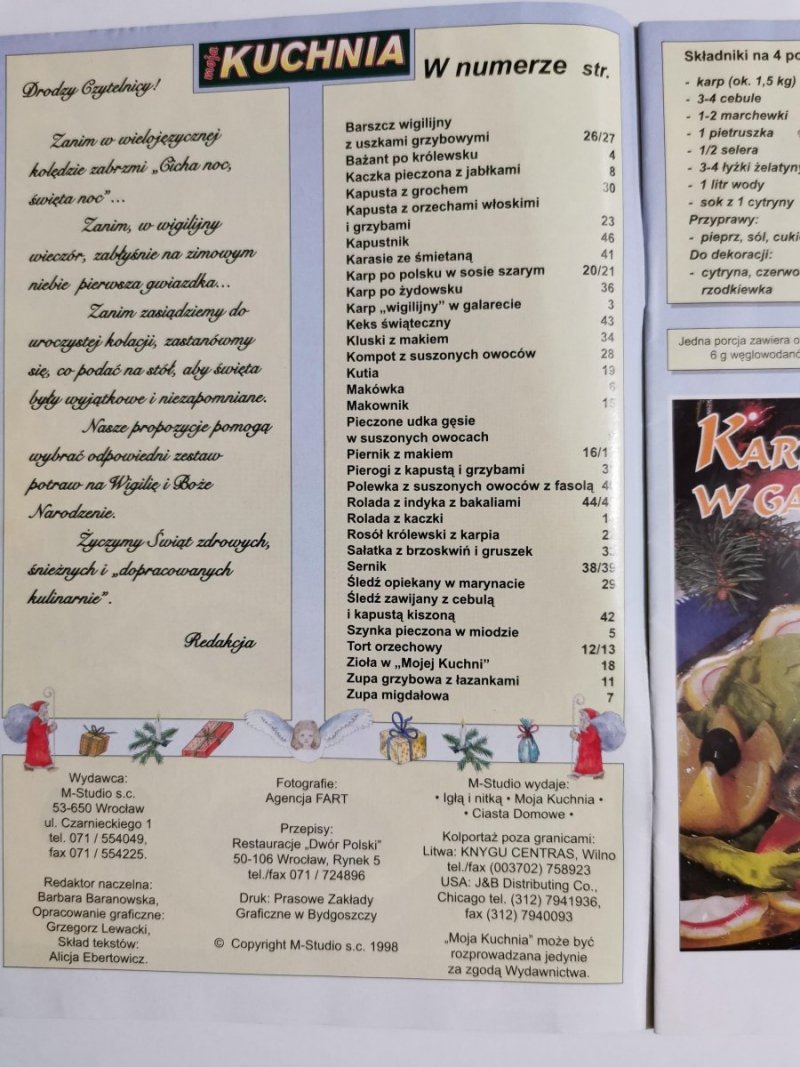 moja KUCHNIA
Drodzy Czytelnicy!
Zanim w wielojęzycznej
kolędzie zabrzmi „Cicha noc,
święta noc"...
Zanim, w wigilijny
wieczór, zabłyśnie na zimowym
niebie pierwsza gwiazdka...
Zanim zasiądziemy do
uroczystej kolacji, zastanówmy
się, co podać na stół, aby święta
były wyjątkowe i niezapomniane.
Nasze propozycje pomogą
wybrać odpowiedni zestaw
potraw na Wigilię i Boże
Narodzenie.
Życzymy Świąt zdrowych,
śnieżnych i „dopracowanych
kulinarnie".
Redakcja
W numerze str.
Barszcz wigilijny
z uszkami grzybowymi 26/27
Bażant po królewsku 4
Kaczka pieczona z jabłkami 8
Kapusta z grochem 30
Kapusta z orzechami włoskimi
i grzybami 23
Kapustnik 46
Karasie ze śmietaną 41
Karp po polsku w sosie szarym 20/21
Karp po żydowsku 36
Karp „wigilijny" w galarecie 3
Keks świąteczny 43
Kluski z makiem 34
Kompot z suszonych owoców 28
Kutia 19
Makówka 6
Makownik 15
Pieczone udka gęsie
w suszonych owocach
Piernik z makiem 16/1
Pierogi z kapustą i grzybami 3
Polewka z suszonych owoców z fasolą 4
Rolada z indyka z bakaliami 44/4
Rolada z kaczki 1
Rosół królewski z karpia 2
Sałatka z brzoskwiń i gruszek 3
Sernik 38/39
Śledź opiekany w marynacie 29
Śledź zawijany z cebulą
i kapustą kiszoną 42
Szynka pieczona w miodzie 5
Tort orzechowy 12/13
Zioła w „Mojej Kuchni" 18
Zupa grzybowa z łazankami 11
Zupa migdałowa 7
Wydawca:
M-Studio s.c.
53-650 Wrocław
ul. Czarnieckiego 1
tel. 071 / 554049,
fax 071 / 554225.
Redaktor naczelna:
Barbara Baranowska,
Opracowanie graficzne:
Grzegorz Lewacki,
Skład tekstów:
Alicja Ebertowicz.
Fotografie:
Agencja FART
Przepisy:
Restauracje „Dwór Polski"
50-106 Wrocław, Rynek 5
tel./fax 071 / 724896
Druk: Prasowe Zakłady
Graficzne w Bydgoszczy
© Copyright M-Studio s.c. 1998
M-Studio wydaje:
• Igłą i nitką • Moja Kuchnia •
• Ciasta Domowe •
Kolportaż poza granicami:
Litwa: KNYGU CENTRAS, Wilno
tel./fax (003702) 758923
USA: J&B Distributing Co.,
Chicago tel. (312) 7941936,
fax (312) 7940093
„Moja Kuchnia" może być
rozprowadzana jedynie
za zgodą Wydawnictwa.
Składniki na 4 po
- karp (ok. 1,5 kg)
- 3-4 cebule
- 1-2 marchewki
- 1 pietruszka
- 1/2 selera
- 3-4 łyżki żelatyny
- 1 litr wody
- sok z 1 cytryny
Przyprawy:
- pieprz, sól, cukie
Do dekoracji:
- cytryna, czerwo
rzodkiewka
Jedna porcja zawiera o
6 g węglowodan
KAR
W GA